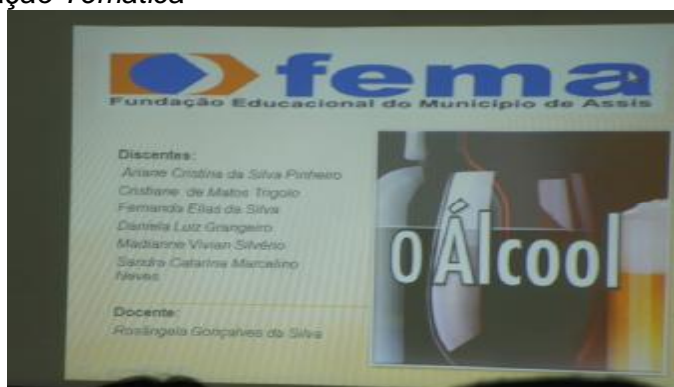 Temática
fema
Fundação Educacional do Município de Assis
Discentes:
Ariane Cristina da Silva Pinheiro
Cristiane de Matos Trigolo
Fernanda Elias da Silva
Daniela Luiz Grangeiro
Madianne Vivian Silvério
Sandra Catarina Marcelino
Neves
Docente:
Rosângela Gonçalves da Silva
O Álcool